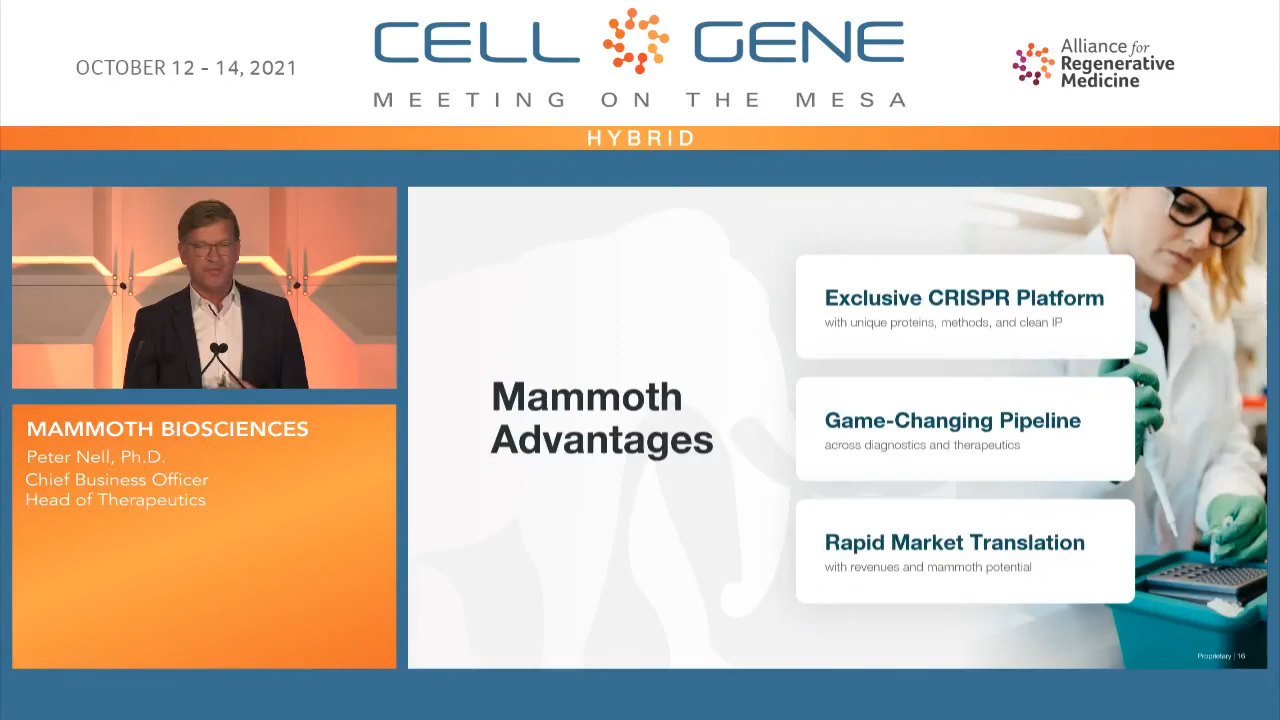 OCTOBER 12 - 14, 2021
CELL GENE
MEETING ON THE MESA
Alliance for
Regenerative
Medicine
HYBRID
MAMMOTH BIOSCIENCES
Peter Nell, Ph.D.
Chief Business Officer
Head of Therapeutics
Mammoth
Advantages
Exclusive CRISPR Platform
with unique proteins, methods, and clean IP
Game-Changing Pipeline
across diagnostics and therapeutics
Rapid Market Translation
with revenues and mammoth potential
Proprietary | 16